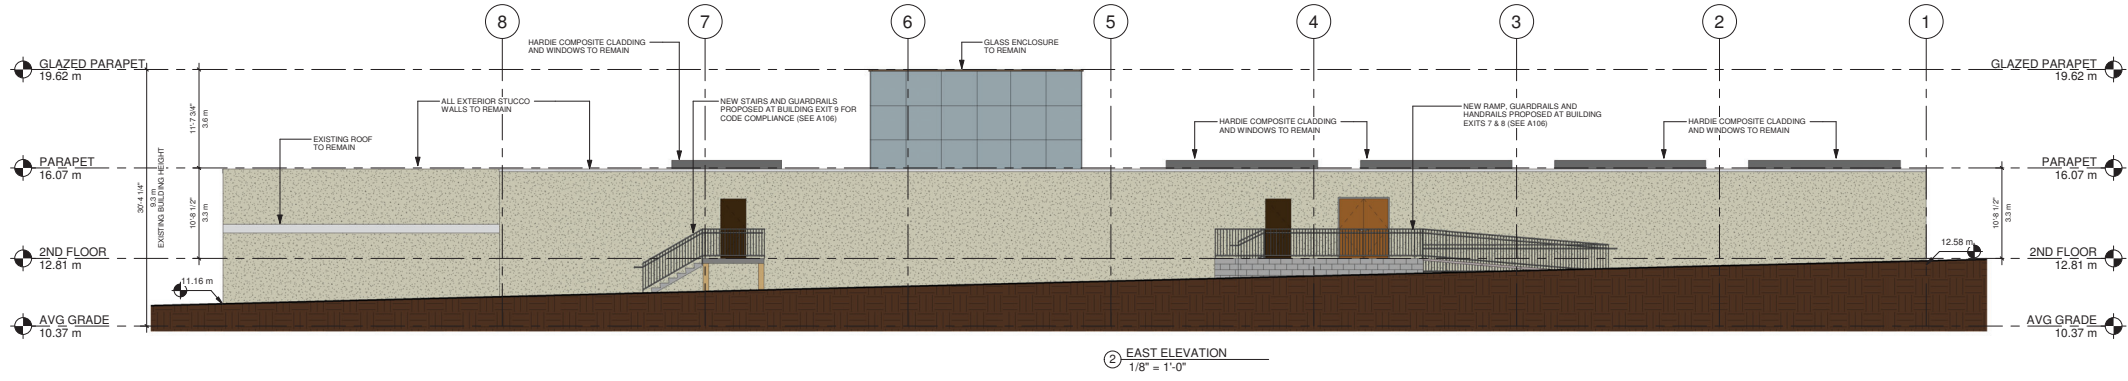 8
7
6
5
4
3
2
1
GLAZED PARAPET
19.62 m
HARDIE COMPOSITE CLADDING
AND WINDOWS TO REMAIN
GLASS ENCLOSURE
TO REMAIN
GLAZED PARAPET
19.62 m
11'-7 3/4"
3.6 m
ALL EXTERIOR STUCCO
WALLS TO REMAIN
NEW STAIRS AND GUARDRAILS
PROPOSED AT BUILDING EXIT 9 FOR
CODE COMPLIANCE (SEE A106)
HARDIE COMPOSITE CLADDING
AND WINDOWS TO REMAIN
NEW RAMP, GUARDRAILS AND
HANDRAILS PROPOSED AT BUILDING
EXITS 7 & 8 (SEE A106)
HARDIE COMPOSITE CLADDING
AND WINDOWS TO REMAIN
EXISTING ROOF
TO REMAIN
PARAPET
16.07 m
PARAPET
16.07 m
30'-4 1/4"
9.3 m
EXISTING BUILDING HEIGHT
10'-8 1/2"
3.3 m
10'-8 1/2"
3.3 m
2ND FLOOR
12.81 m
12.58 m
2ND FLOOR
12.81 m
11.16 m
AVG GRADE
10.37 m
AVG GRADE
10.37 m
2
EAST ELEVATION
1/8" = 1'-0"